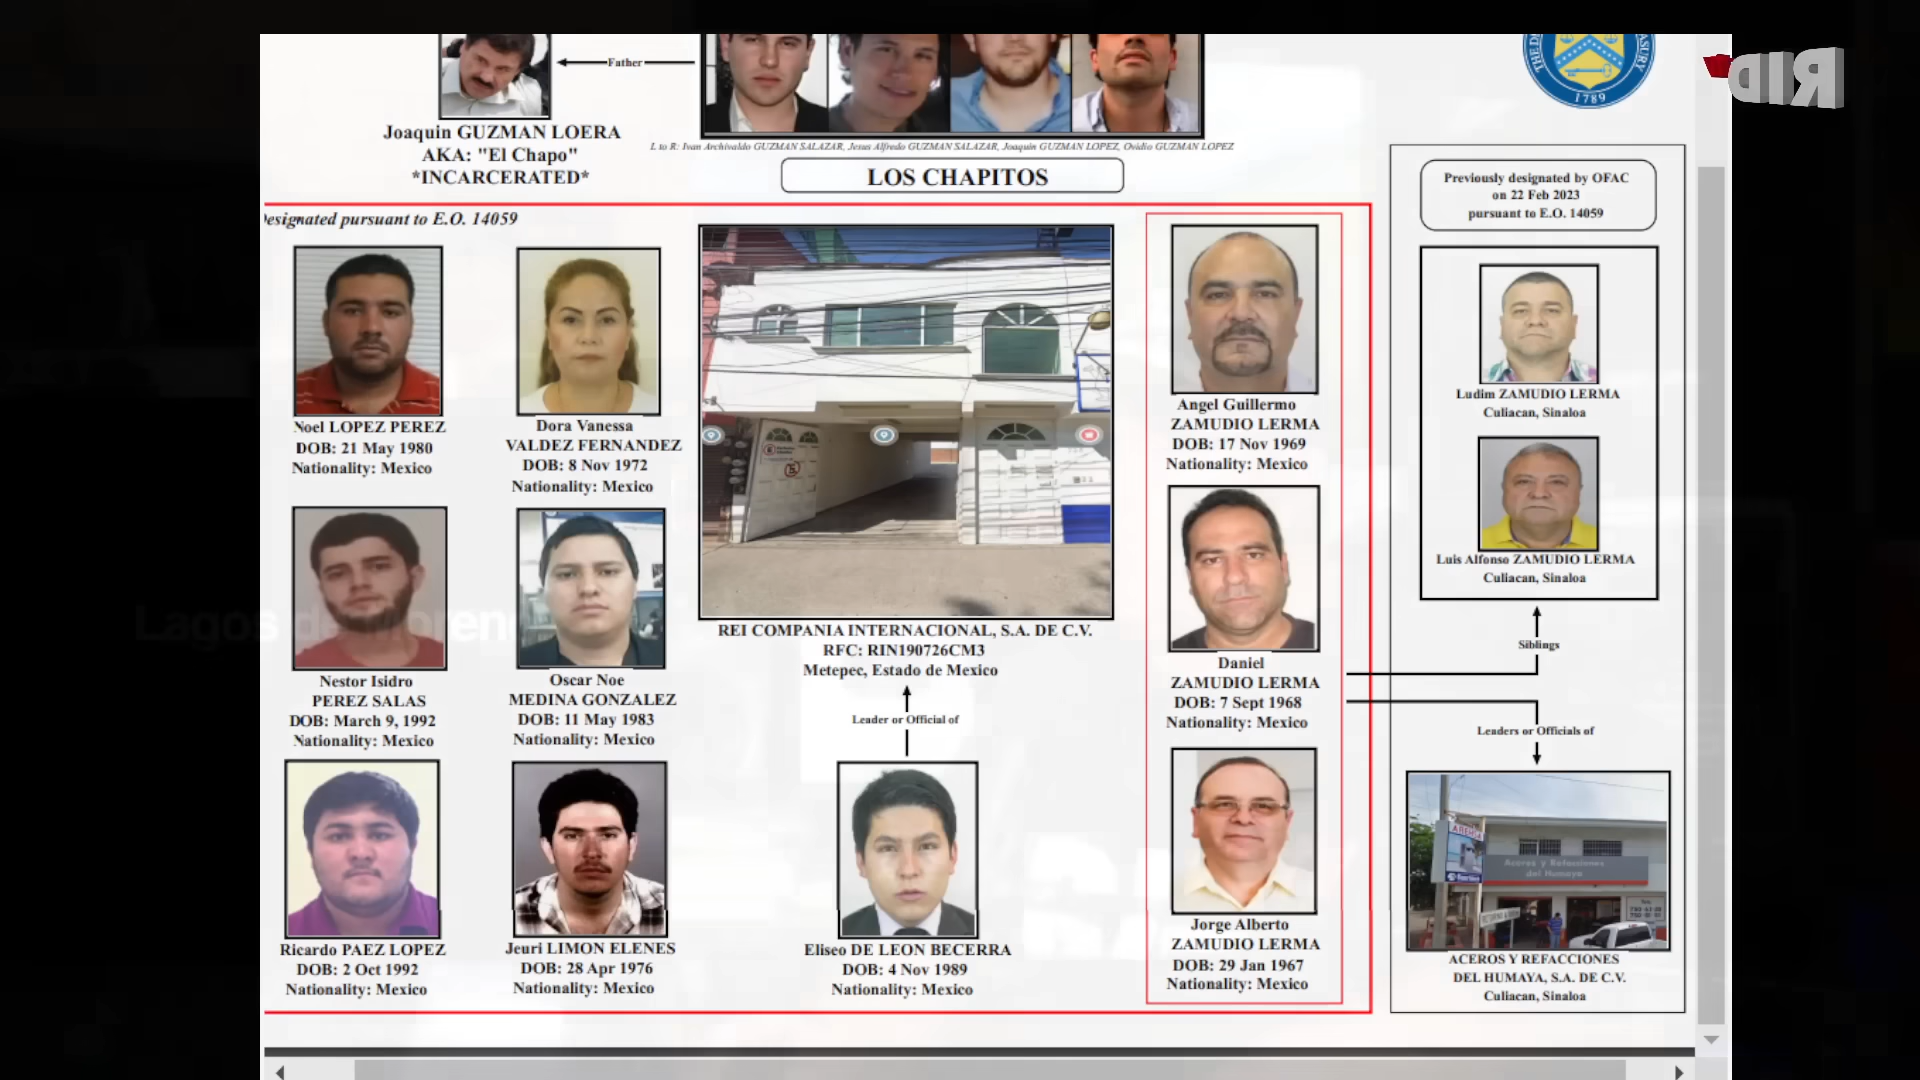 Father
Joaquin GUZMAN LOERA
AKA: "El Chapo"
*INCARCERATED*
L to R: Ivan Archivaldo GUZMAN SALAZAR, Jesus Alfredo GUZMAN SALAZAR, Joaquin GUZMAN LOPEZ, Ovidio GUZMAN LOPEZ
LOS CHAPITOS
1789
RID
Designated pursuant to E.O. 14059
Noel LOPEZ PEREZ
DOB: 21 May 1980
Nationality: Mexico
Dora Vanessa
VALDEZ FERNANDEZ
DOB: 8 Nov 1972
Nationality: Mexico
Nestor Isidro
PEREZ SALAS
DOB: March 9, 1992
Nationality: Mexico
Oscar Noe
MEDINA GONZALEZ
DOB: 11 May 1983
Nationality: Mexico
Ricardo PAEZ LOPEZ
DOB: 2 Oct 1992
Nationality: Mexico
Jeuri LIMON ELENES
DOB: 28 Apr 1976
Nationality: Mexico
REI COMPANIA INTERNACIONAL, S.A. DE C.V.
RFC: RIN190726CM3
Metepec, Estado de Mexico
Leader or Official of
Eliseo DE LEON BECERRA
DOB: 4 Nov 1989
Nationality: Mexico
Angel Guillermo
ZAMUDIO LERMA
DOB: 17 Nov 1969
Nationality: Mexico
Daniel
ZAMUDIO LERMA
DOB: 7 Sept 1968
Nationality: Mexico
Jorge Alberto
ZAMUDIO LERMA
DOB: 29 Jan 1967
Nationality: Mexico
Previously designated by OFAC
on 22 Feb 2023
pursuant to E.O. 14059
Ludim ZAMUDIO LERMA
Culiacan, Sinaloa
Luis Alfonso ZAMUDIO LERMA
Culiacan, Sinaloa
Siblings
Leaders or Officials of
Aceros y Refacciones
del Humaya
ACEROS Y REFACCIONES
DEL HUMAYA, S.A. DE C.V.
Culiacan, Sinaloa